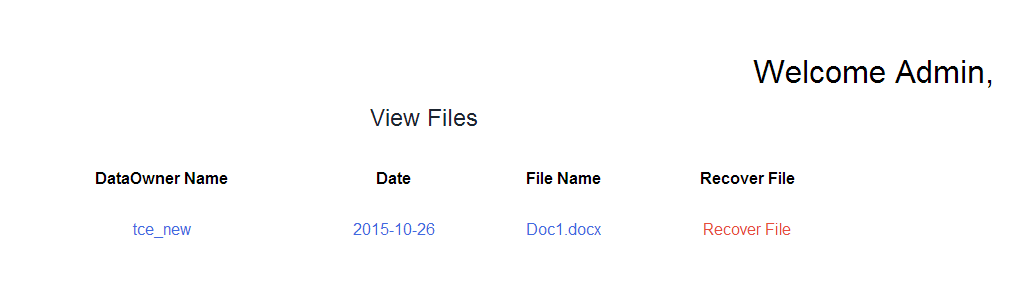 Welcome Admin,
View Files
DataOwner Name Date File Name Recover File
tce_new 2015-10-26 Doc1.docx Recover File